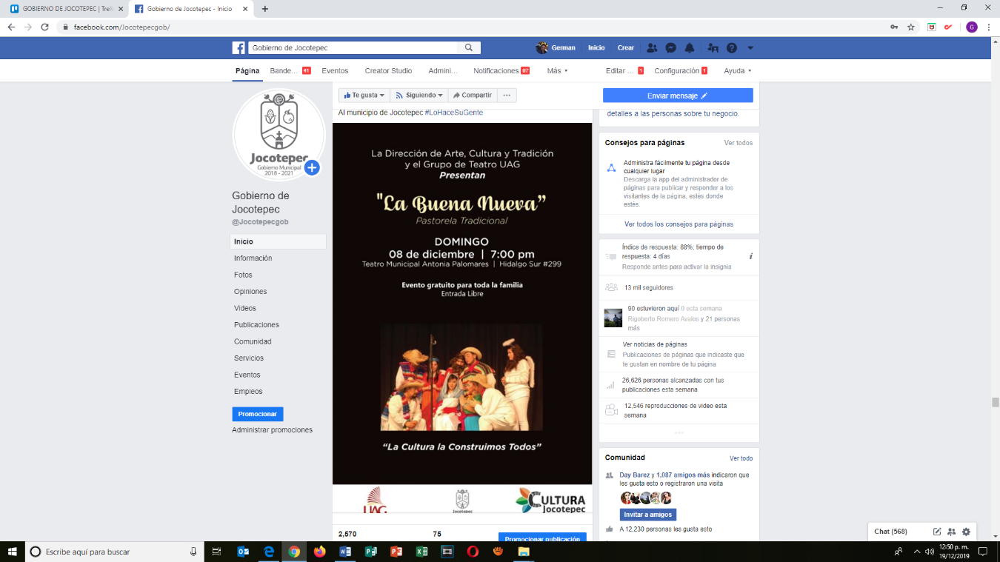 GOBIERNO DE JOCOTEPEC | Trell
Gobierno de Jocotepec - Inicio
facebook.com/Jocotepecgob/
G
Gobierno de Jocotepec
German
Inicio
Crear
Página
Bande... 41
Eventos
Creator Studio
Admini...
Notificaciones 97
Más
Editar ... 1
Configuración 1
Ayuda
Jocotepec
Gobierno Municipal
2018 - 2021
Gobierno de
Jocotepec
@Jocotepecgob
Inicio
Información
Fotos
Opiniones
Videos
Publicaciones
Comunidad
Servicios
Eventos
Empleos
Promocionar
Administrar promociones
Te gusta
Siguiendo
Compartir
Enviar mensaje
Al municipio de Jocotepec #LoHaceSuGente
La Dirección de Arte, Cultura y Tradición
y el Grupo de Teatro UAG
Presentan
"La Buena Nueva”
Pastorela Tradicional
DOMINGO
08 de diciembre | 7:00 pm
Teatro Municipal Antonia Palomares | Hidalgo Sur #299
Evento gratuito para toda la familia
Entrada Libre
“La Cultura la Construimos Todos”
UAG
Jocotepec
CULTURA
Jocotepec
2,570
75
Promocionar publicación
detalles a las personas sobre tu negocio.
Consejos para páginas
Ver todos
Administra fácilmente tu página desde
cualquier lugar
Descarga la app del administrador de
páginas para publicar y responder a los
visitantes de la página, estés donde
estés.
Ver todos los consejos para páginas
Índice de respuesta: 88%; tiempo de
respuesta: 4 días
Responde antes para activar la insignia
13 mil seguidores
90 estuvieron aquí 0 esta semana
Rigoberto Romero Avalos y 21 personas
más
Ver noticias de páginas
Publicaciones de páginas que indicaste que
te gustan en nombre de tu página
26,626 personas alcanzadas con tus
publicaciones esta semana
12,546 reproducciones de video esta
semana
Comunidad
Ver todo
Day Barez y 1,087 amigos más indicaron que
les gusta esto o registraron una visita
Invitar a amigos
A 12,230 personas les gusta esto
Chat (568)
Escribe aquí para buscar
12:50 p. m.
19/12/2019